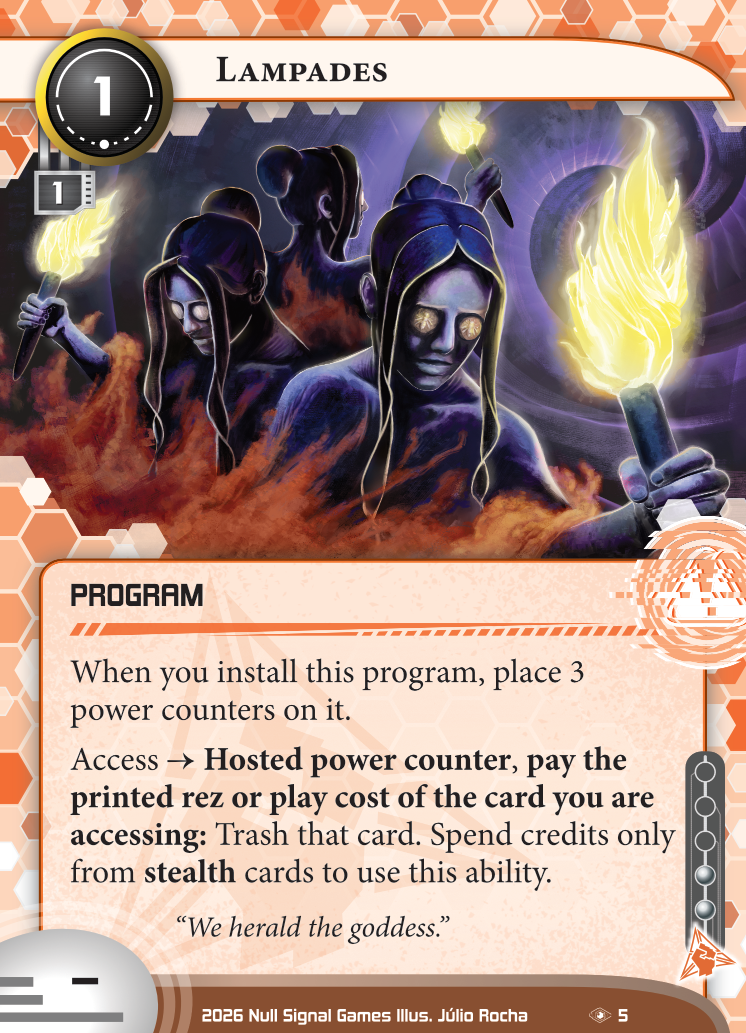 1
LAMPADES
1
PROGRAM
When you install this program, place 3
power counters on it.
Access → Hosted power counter, pay the
printed rez or play cost of the card you are
accessing: Trash that card. Spend credits only
from stealth cards to use this ability.
“We herald the goddess.”
2026 Null Signal Games Illus. Júlio Rocha
5